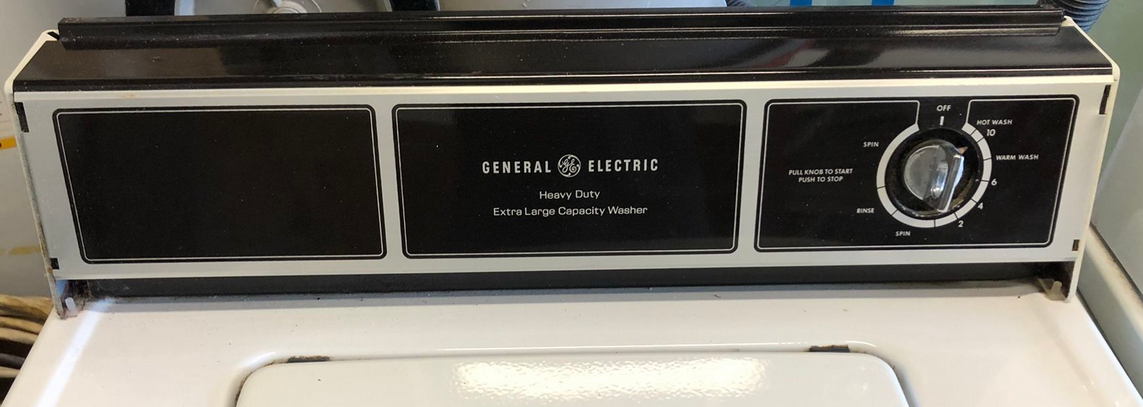 GENERAL GE ELECTRIC
Heavy Duty
Extra Large Capacity Washer
OFF
HOT WASH
10
WARM WASH
6
4
2
SPIN
RINSE
SPIN
PULL KNOB TO START
PUSH TO STOP